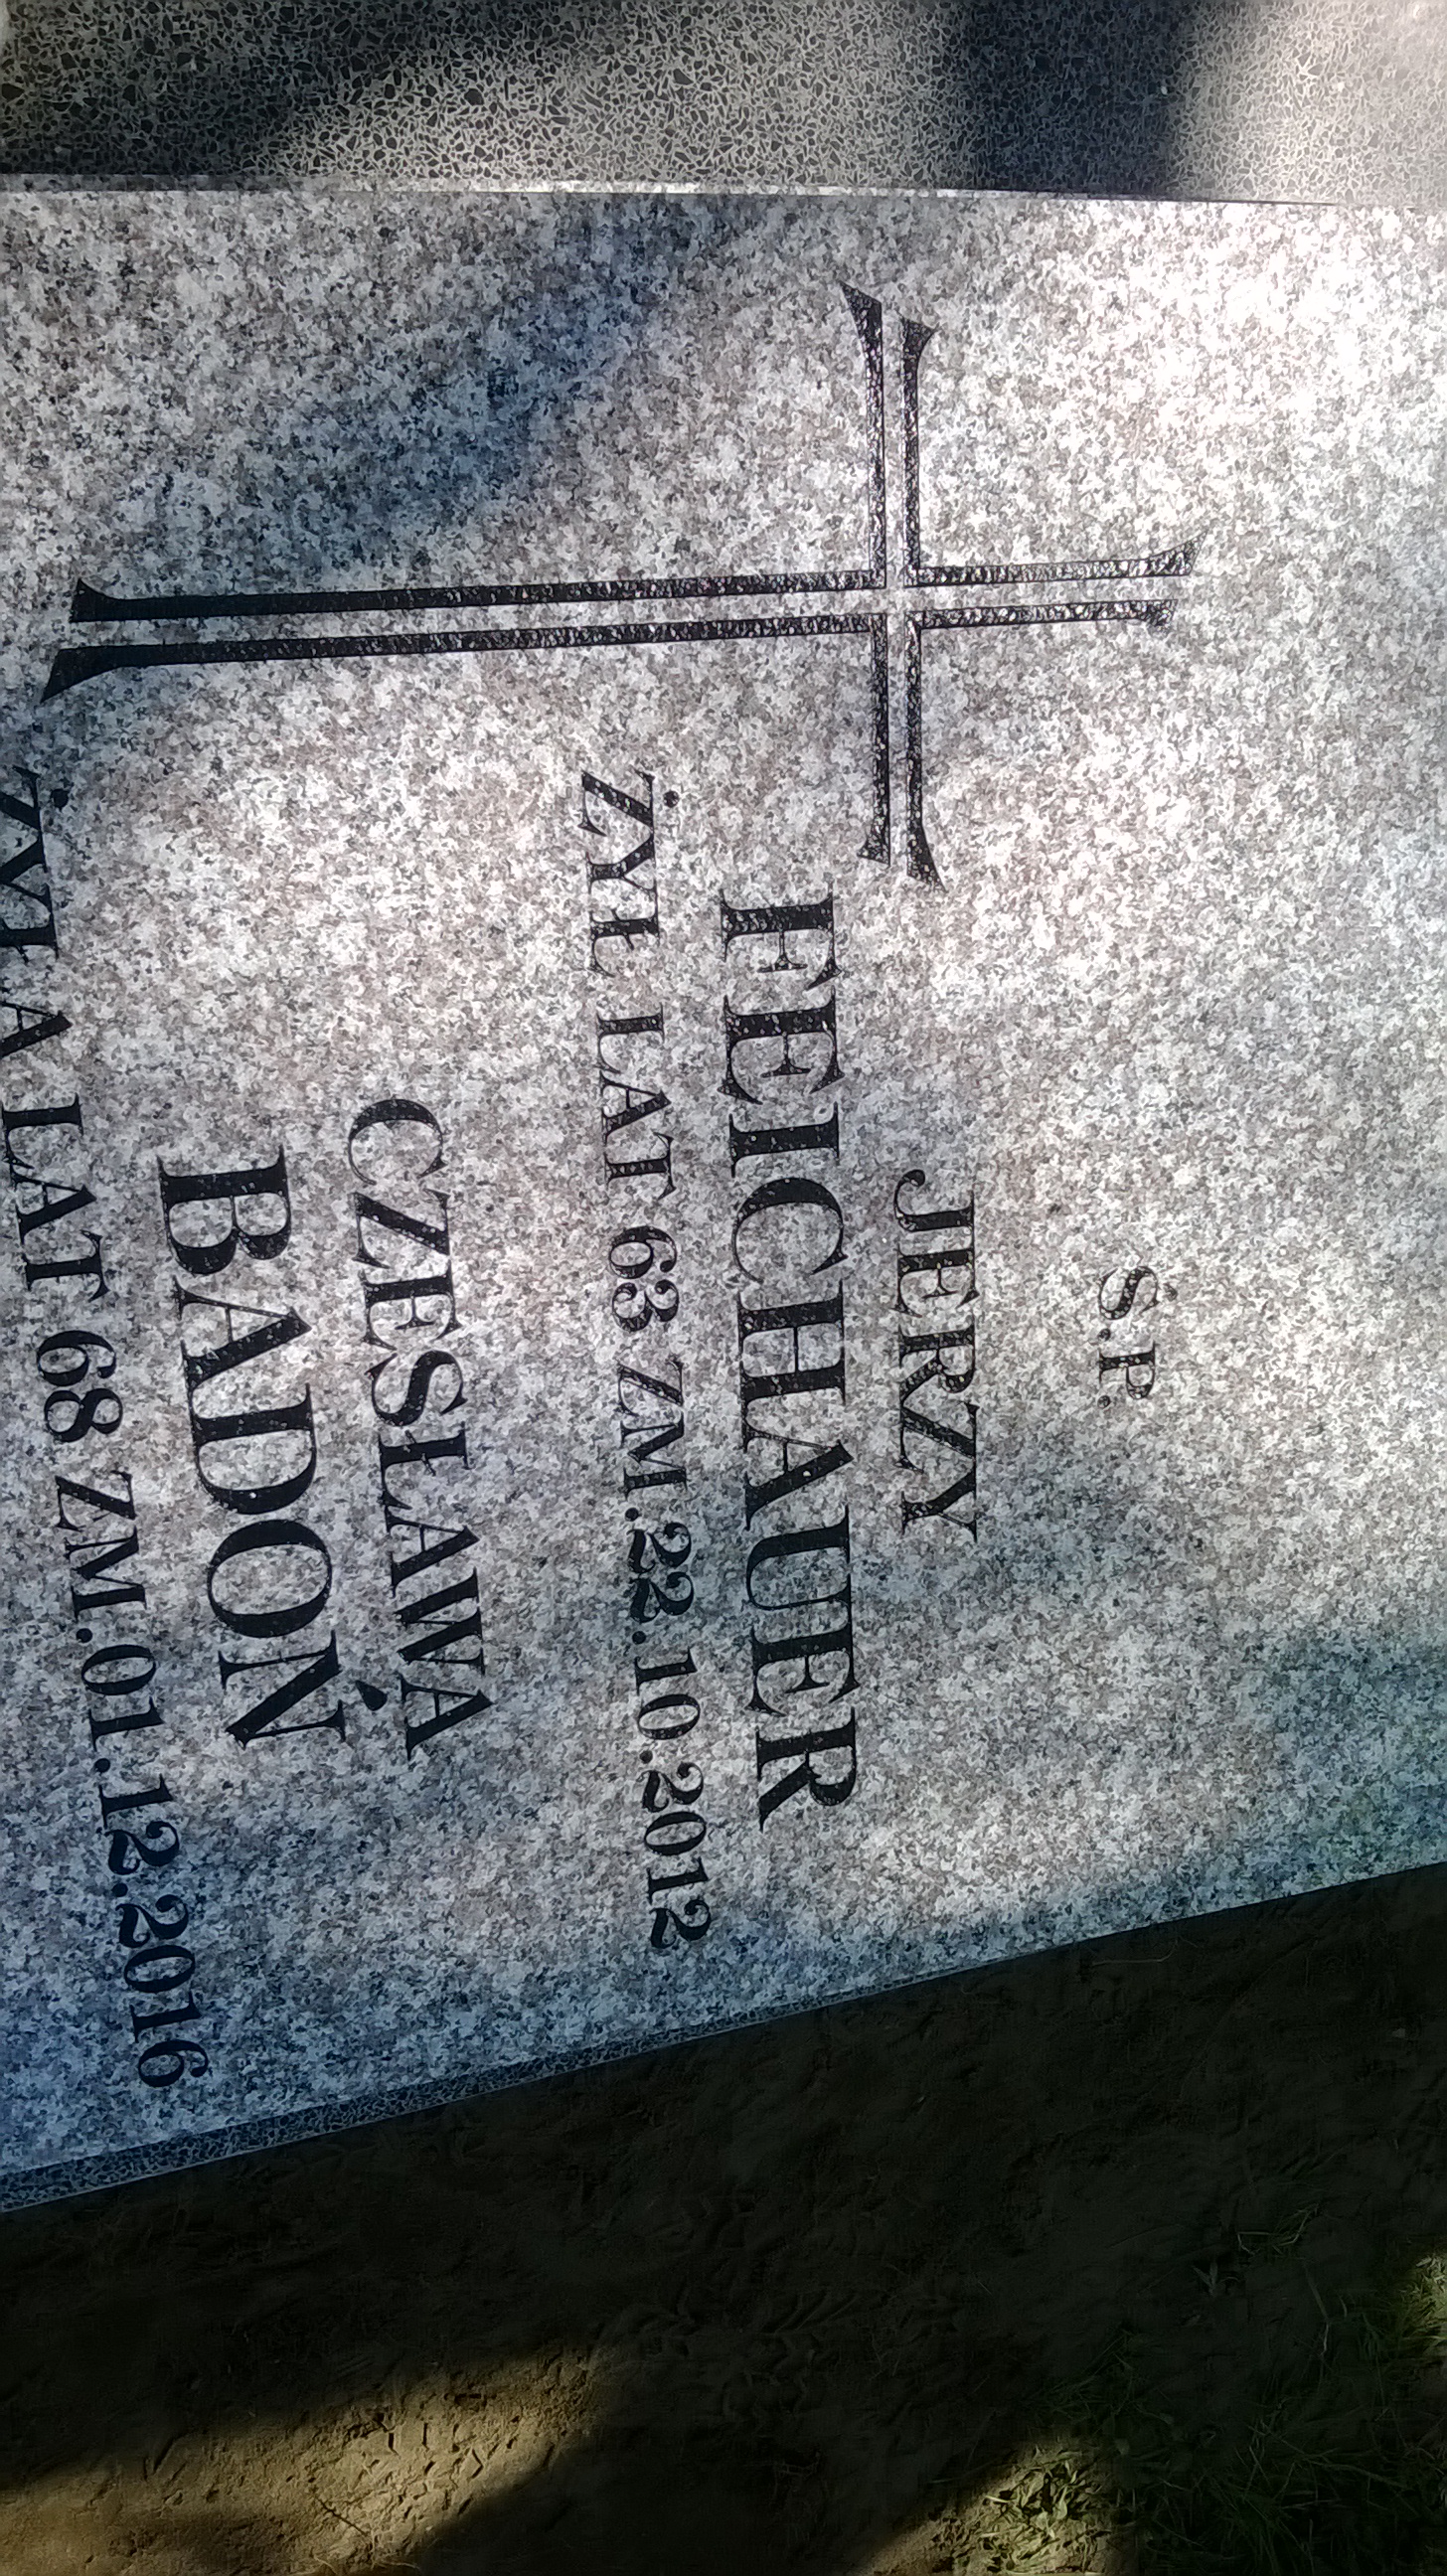 Ś.P.
JERZY
FEICHAUER
ŻYŁ LAT 63 ZM.22.10.2012
CZESŁAWA
BADOŃ
ŻYŁA LAT 68 ZM.01.12.2016